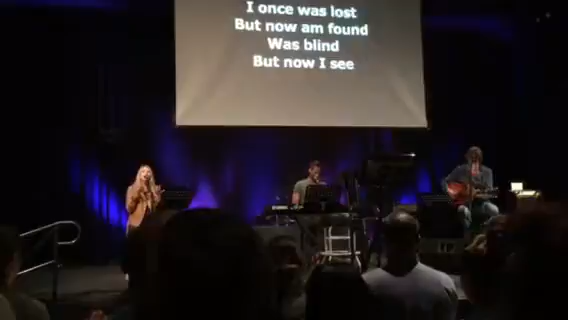 I once was lost
But now am found
Was blind
But now I see